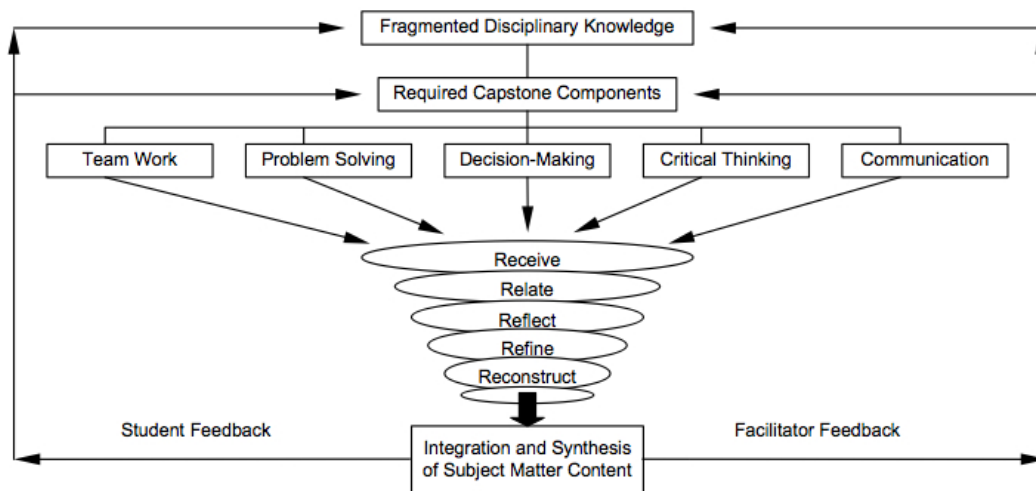 Fragmented Disciplinary Knowledge
Required Capstone Components
Team Work
Problem Solving
Decision-Making
Critical Thinking
Communication
Receive
Relate
Reflect
Refine
Reconstruct
Student Feedback
Facilitator Feedback
Integration and Synthesis
of Subject Matter Content